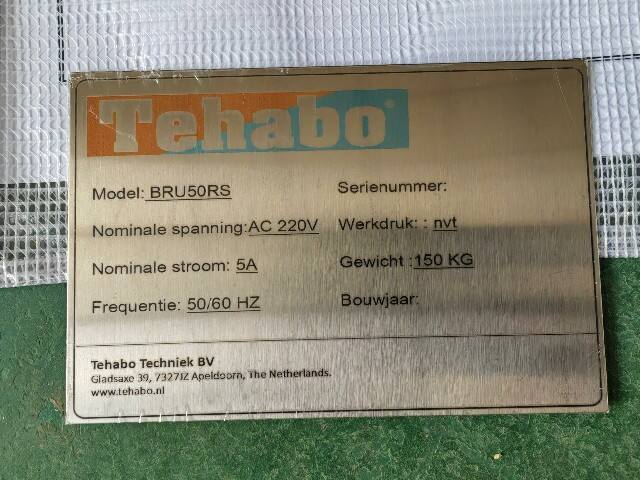 Tehabo®
Model: BRU50RS Serienummer:
Nominale spanning:AC 220V Werkdruk: : nvt
Nominale stroom: 5A Gewicht :150 KG
Frequentie: 50/60 HZ Bouwjaar:
Tehabo Techniek BV
Gladsaxe 39, 7327JZ Apeldoorn, The Netherlands.
www.tehabo.nl